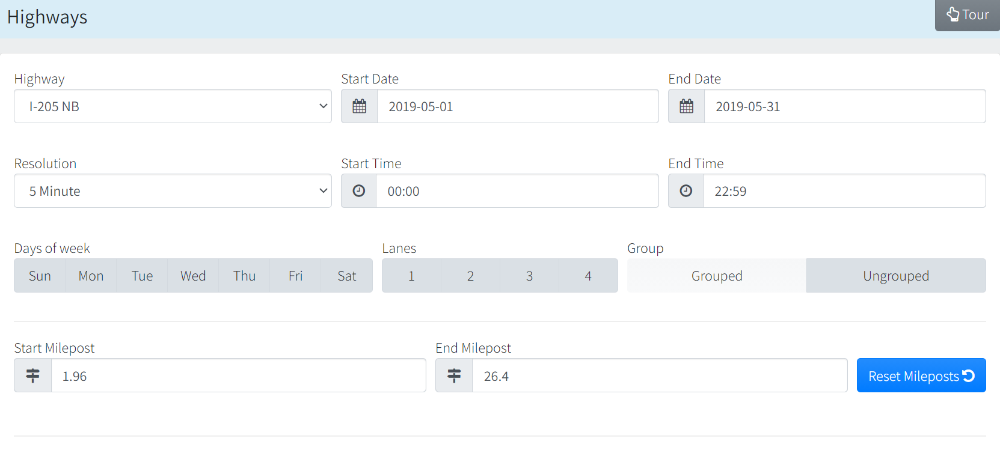 Highways
Tour
Highway Start Date End Date
I-205 NB 2019-05-01 2019-05-31
Resolution Start Time End Time
5 Minute 00:00 22:59
Days of week Lanes Group
Sun Mon Tue Wed Thu Fri Sat 1 2 3 4 Grouped Ungrouped
Start Milepost End Milepost
1.96 26.4 Reset Mileposts